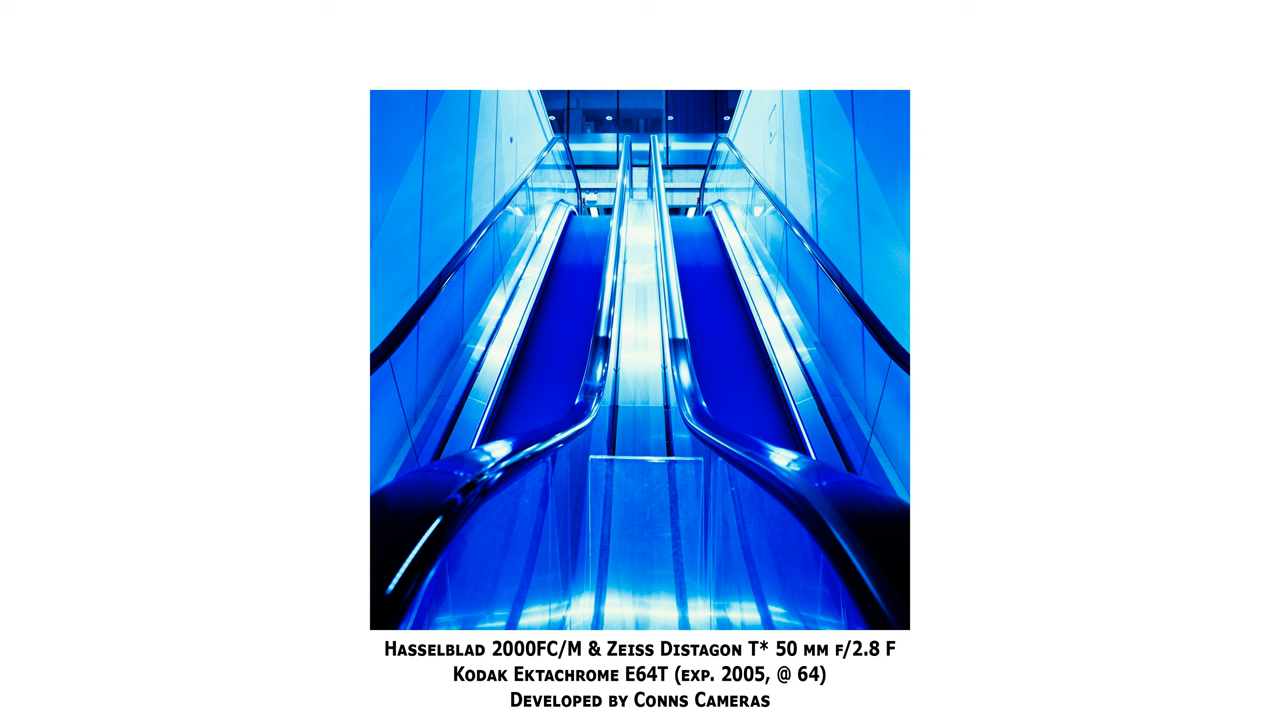 Hasselblad 2000FC/M & Zeiss Distagon T* 50 mm f/2.8 F
Kodak Ektachrome E64T (exp. 2005, @ 64)
Developed by Conns Cameras